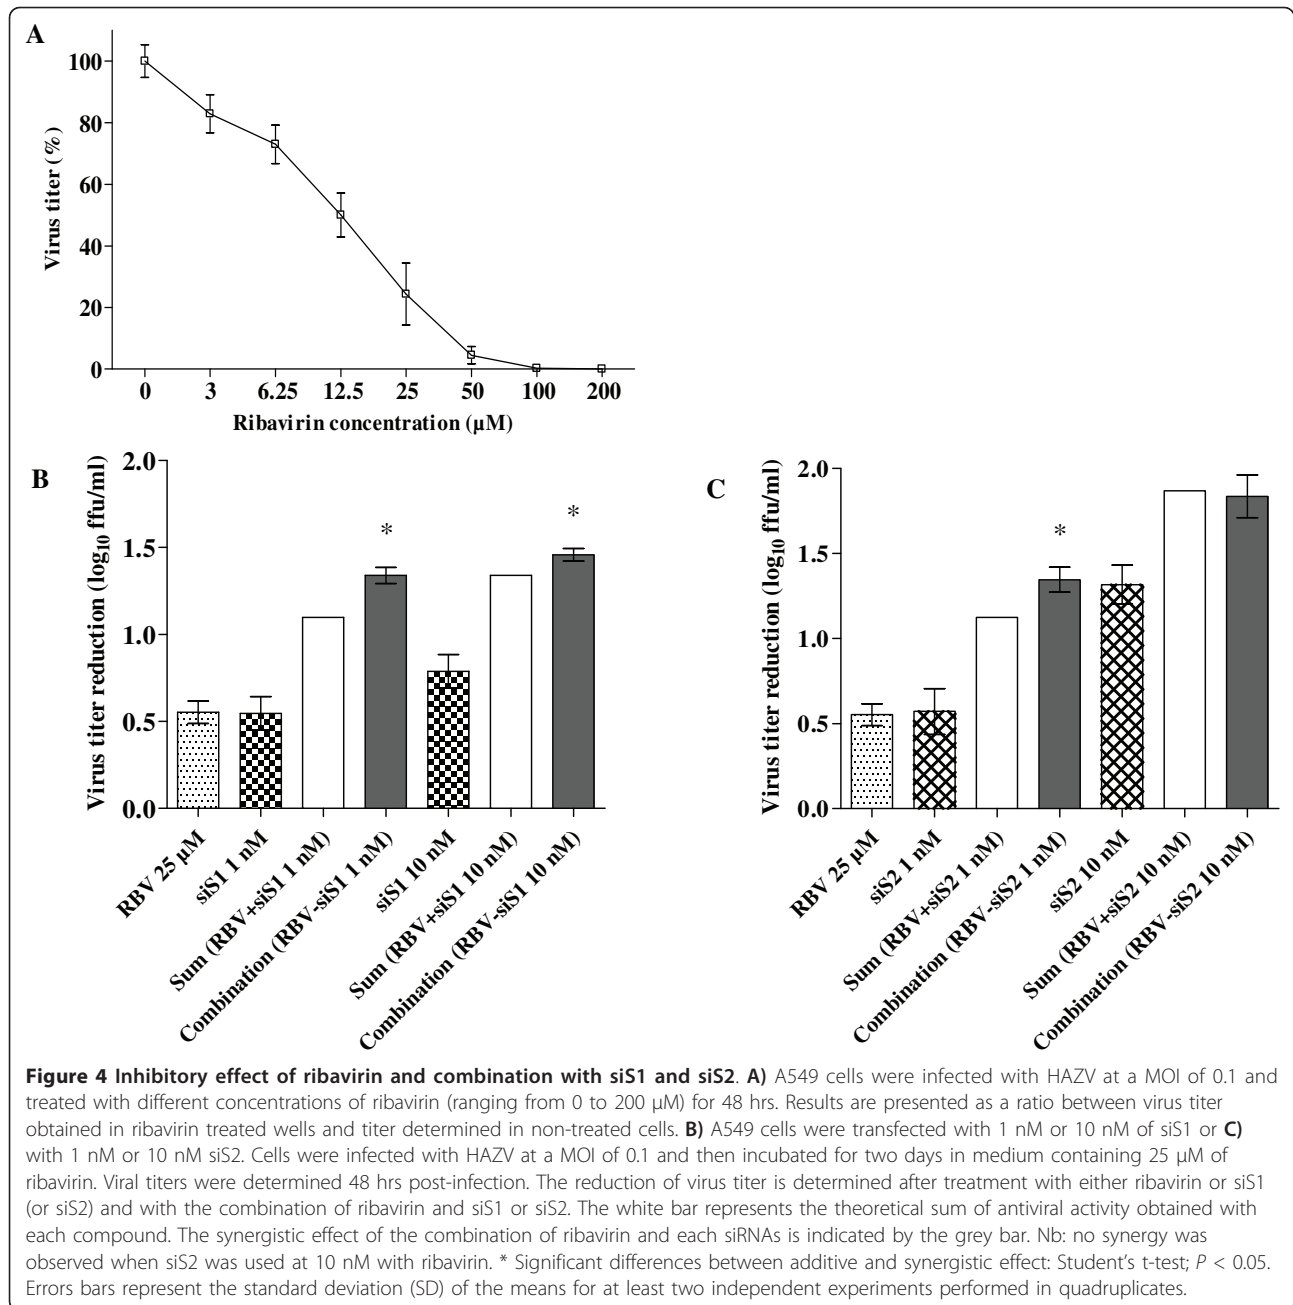 A
100
80
60
40
20
0
Virus titer (%)
0 3 6.25 12.5 25 50 100 200
Ribavirin concentration (µM)
B
2.0
1.5
1.0
0.5
0.0
Virus titer reduction (log10 ffu/ml)
*
*
RBV 25 µM
siS1 1 nM
Sum (RBV+siS1 1 nM)
Combination (RBV-siS1 1 nM)
siS1 10 nM
Sum (RBV+siS1 10 nM)
Combination (RBV-siS1 10 nM)
C
2.0
1.5
1.0
0.5
0.0
Virus titer reduction (log10 ffu/ml)
*
RBV 25 µM
siS2 1 nM
Sum (RBV+siS2 1 nM)
Combination (RBV-siS2 1 nM)
siS2 10 nM
Sum (RBV+siS2 10 nM)
Combination (RBV-siS2 10 nM)
Figure 4 Inhibitory effect of ribavirin and combination with siS1 and siS2. A) A549 cells were infected with HAZV at a MOI of 0.1 and
treated with different concentrations of ribavirin (ranging from 0 to 200 µM) for 48 hrs. Results are presented as a ratio between virus titer
obtained in ribavirin treated wells and titer determined in non-treated cells. B) A549 cells were transfected with 1 nM or 10 nM of siS1 or C)
with 1 nM or 10 nM siS2. Cells were infected with HAZV at a MOI of 0.1 and then incubated for two days in medium containing 25 µM of
ribavirin. Viral titers were determined 48 hrs post-infection. The reduction of virus titer is determined after treatment with either ribavirin or siS1
(or siS2) and with the combination of ribavirin and siS1 or siS2. The white bar represents the theoretical sum of antiviral activity obtained with
each compound. The synergistic effect of the combination of ribavirin and each siRNAs is indicated by the grey bar. Nb: no synergy was
observed when siS2 was used at 10 nM with ribavirin. * Significant differences between additive and synergistic effect: Student's t-test; P < 0.05.
Errors bars represent the standard deviation (SD) of the means for at least two independent experiments performed in quadruplicates.